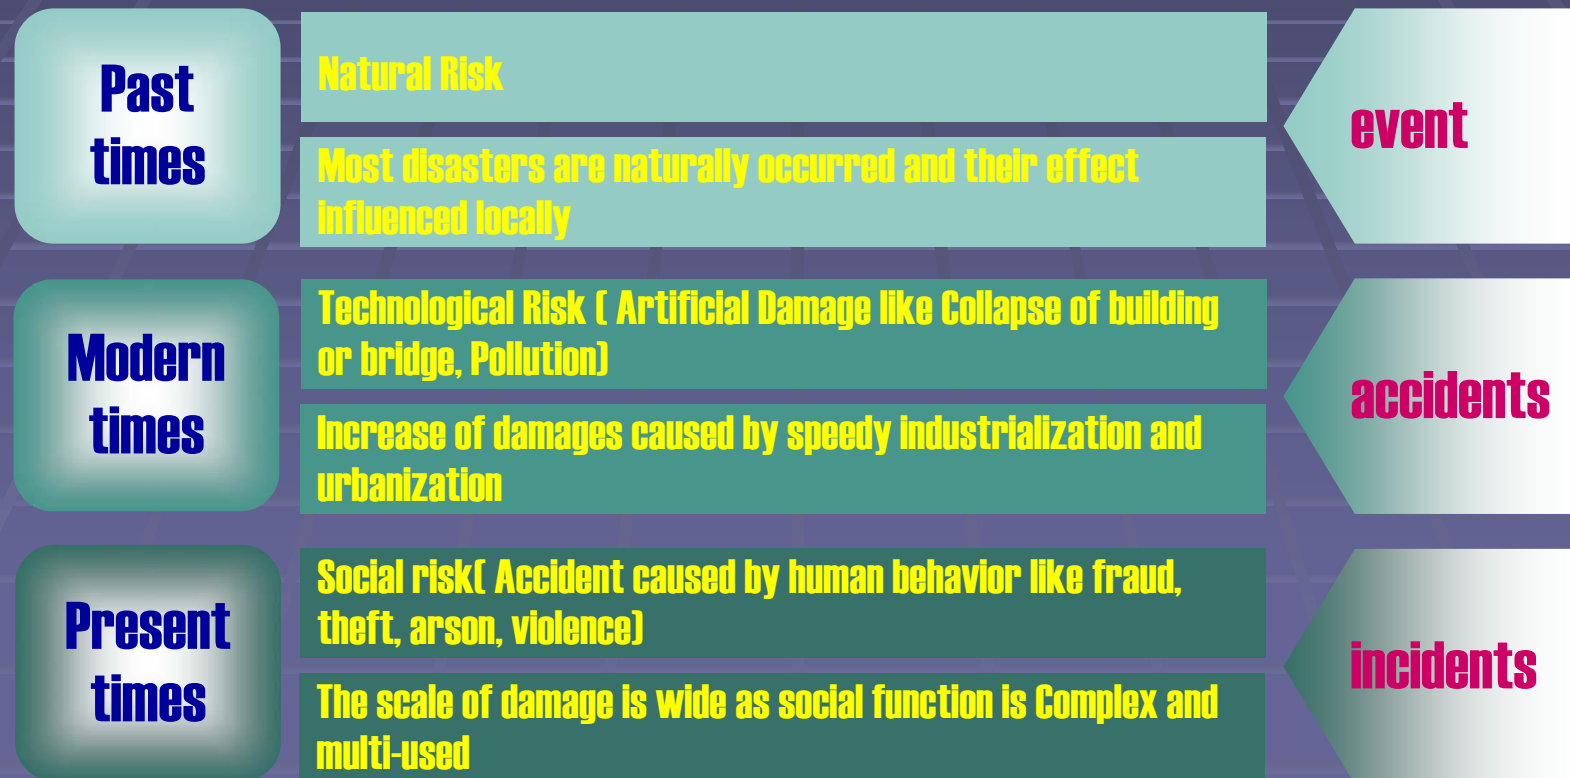 Past
times
Natural Risk
Most disasters are naturally occurred and their effect
influenced locally
event
Modern
times
Technological Risk ( Artificial Damage like Collapse of building
or bridge, Pollution)
Increase of damages caused by speedy industrialization and
urbanization
accidents
Present
times
Social risk( Accident caused by human behavior like fraud,
theft, arson, violence)
The scale of damage is wide as social function is Complex and
multi-used
incidents